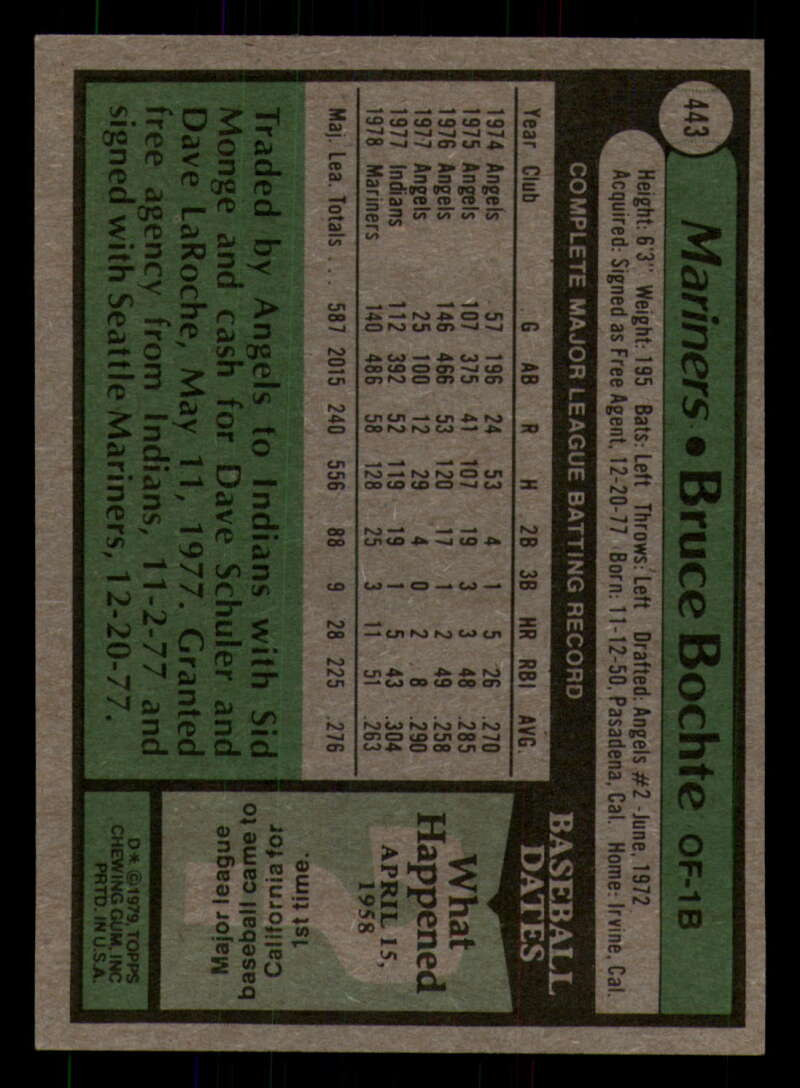 443
Mariners • Bruce Bochte OF-1B
Height: 6'3" Weight: 195 Bats: Left Throws: Left Drafted: Angels #2 -June, 1972
Acquired: Signed as Free Agent, 12-20-77 Born: 11-12-50, Pasadena, Cal. Home: Irvine, Cal.
COMPLETE MAJOR LEAGUE BATTING RECORD
Year Club G AB R H 2B 3B HR RBI AVG.
1974 Angels 57 196 24 53 4 1 5 26 .270
1975 Angels 107 375 41 107 19 3 3 48 .285
1976 Angels 146 466 53 120 17 1 2 49 .258
1977 Angels 25 100 12 29 4 0 2 8 .290
1977 Indians 112 392 52 119 19 1 5 43 .304
1978 Mariners 140 486 58 128 25 3 11 51 .263
Maj. Lea. Totals . . . 587 2015 240 556 88 9 28 225 .276
Traded by Angels to Indians with Sid
Monge and cash for Dave Schuler and
Dave LaRoche, May 11, 1977. Granted
free agency from Indians, 11-2-77 and
signed with Seattle Mariners, 12-20-77.
BASEBALL
DATES
What
Happened
APRIL 15,
1958
Major league
baseball came to
California for
1st time.
D* © 1979 TOPPS
CHEWING GUM, INC
PRTD. IN U.S.A.